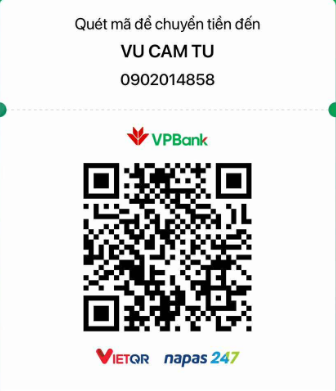 Quét mã để chuyển tiền đến
VU CAM TU
0902014858
VPBank
VIETQR napas 247